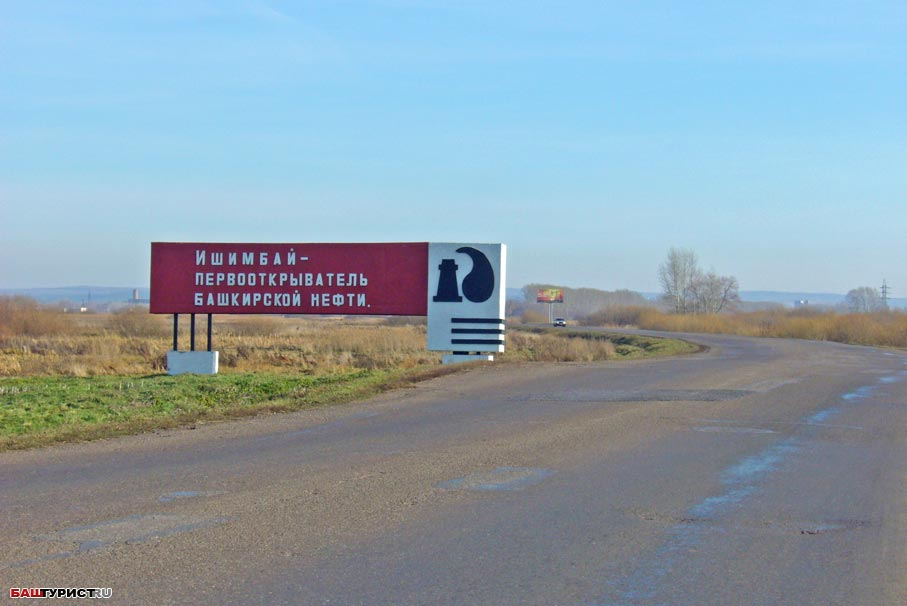 Ишимбай-
первооткрыватель
башкирской нефти.
БАШТУРИСТ.RU